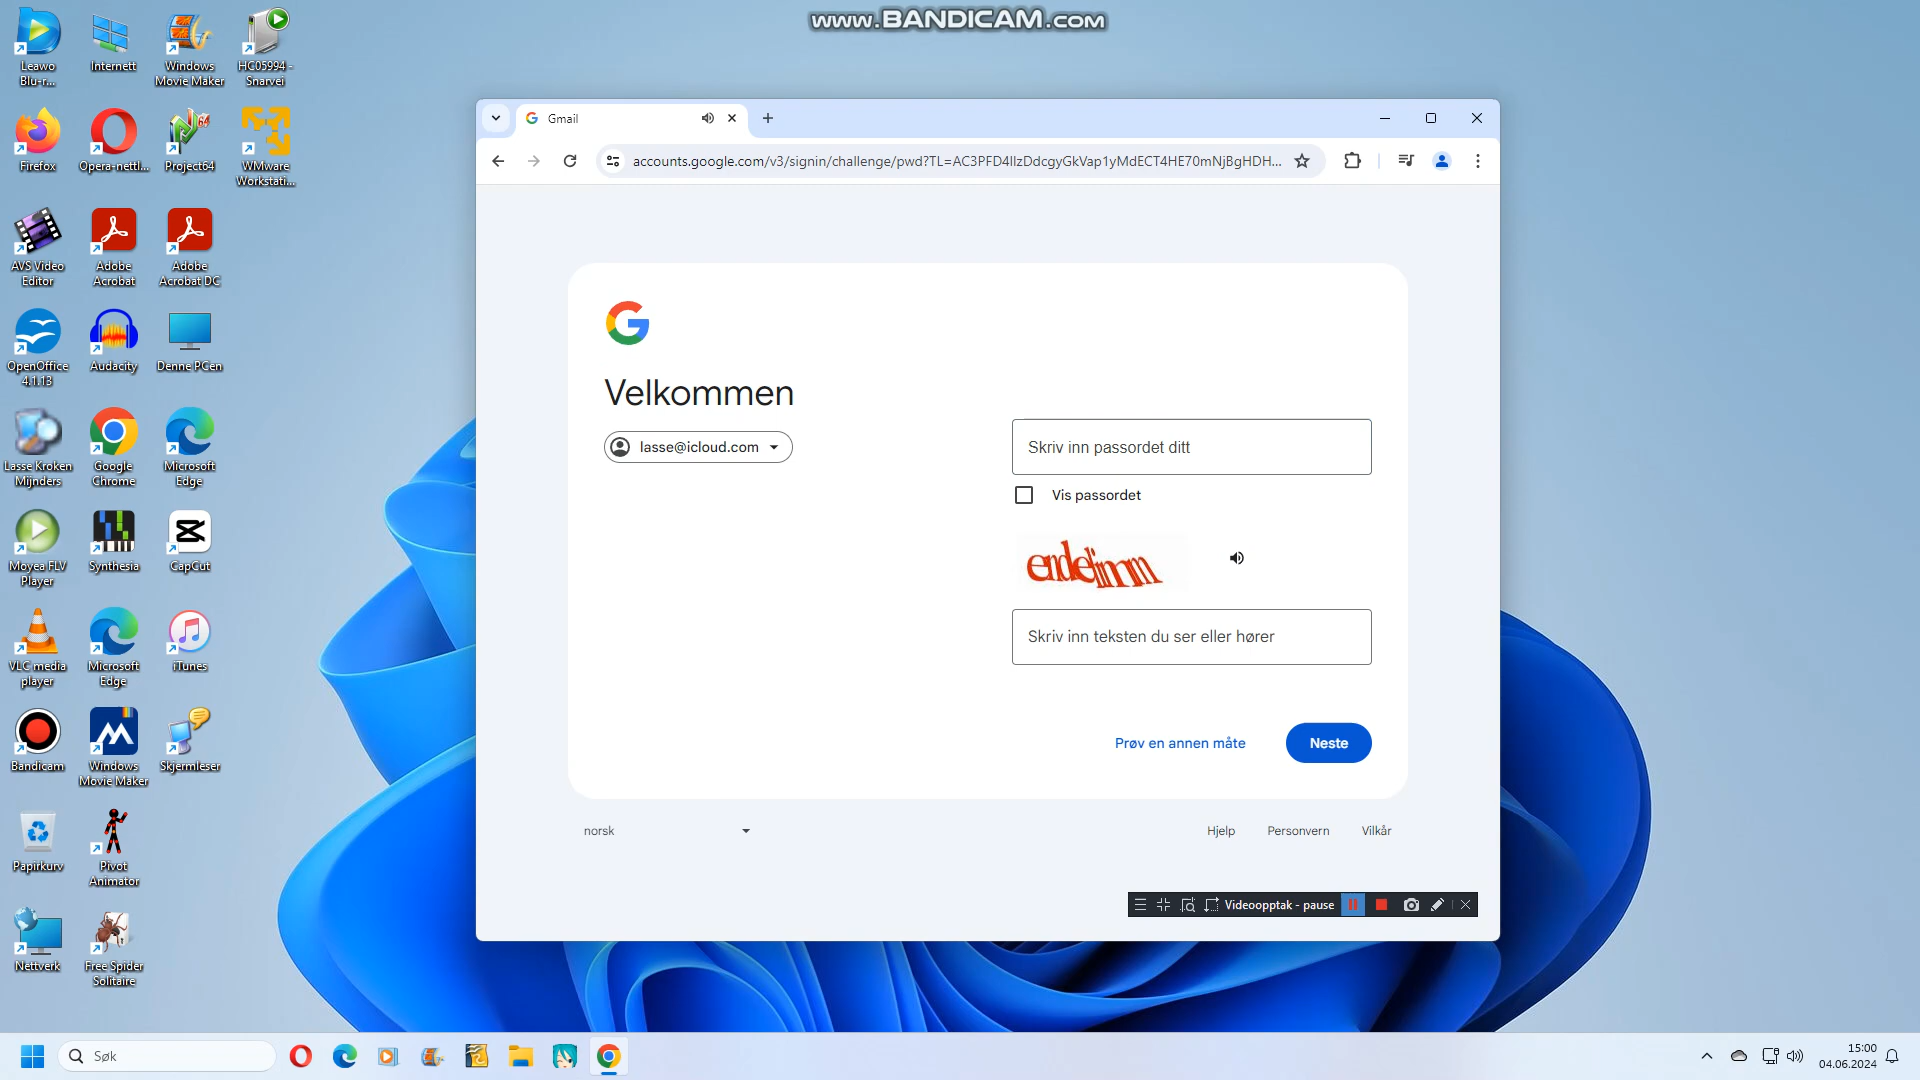 www.BANDICAM.com
Leawo
Blu-r...
Internett
Windows
Movie Maker
HC05994 -
Snarvei
Firefox
Opera-nettl...
Project64
WMware
Workstati...
AVS Video
Editor
Adobe
Acrobat
Adobe
Acrobat DC
OpenOffice
4.1.13
Audacity
Denne PCen
Lasse Kroken
Mijnders
Google
Chrome
Microsoft
Edge
Moyea FLV
Player
Synthesia
CapCut
VLC media
player
Microsoft
Edge
iTunes
Bandicam
Windows
Movie Maker
Skjermleser
Papirkurv
Pivot
Animator
Nettverk
Free Spider
Solitaire
Gmail
accounts.google.com/v3/signin/challenge/pwd?TL=AC3PFD4IIzDdcgyGkVap1yMdECT4HE70mNjBgHDH...
Velkommen
lasse@icloud.com
Skriv inn passordet ditt
Vis passordet
Skriv inn teksten du ser eller hører
Prøv en annen måte
Neste
norsk
Hjelp
Personvern
Vilkår
Videoopptak - pause
Søk
15:00
04.06.2024